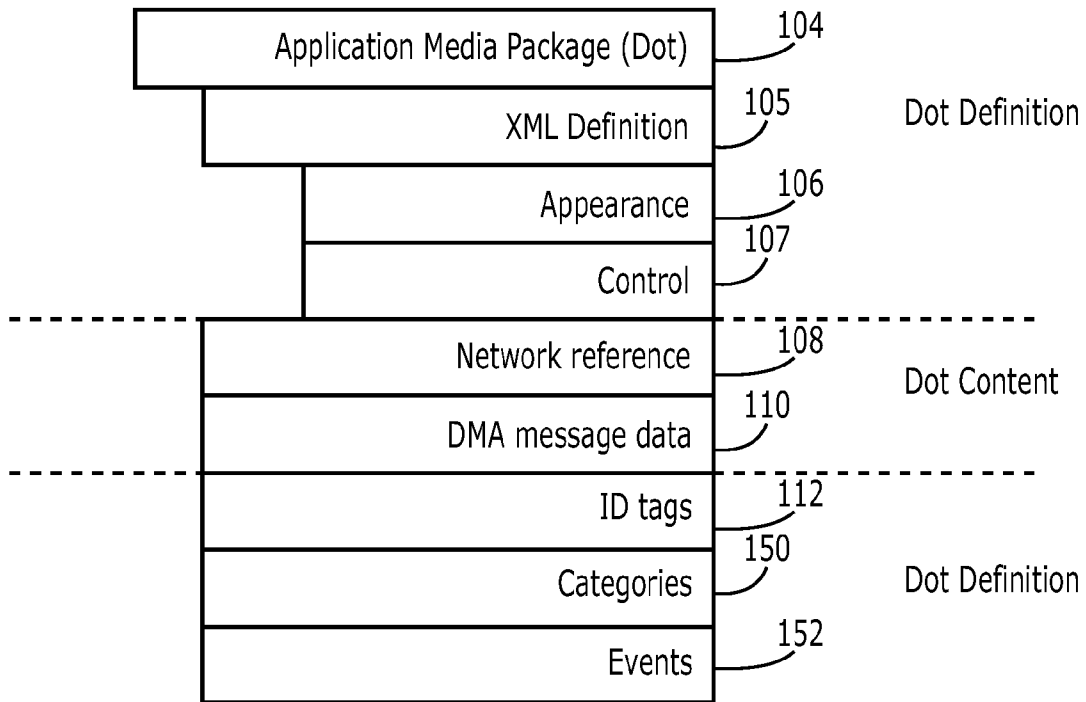 Application Media Package (Dot)
104
XML Definition
105
Dot Definition
Appearance
106
Control
107
Network reference
108
Dot Content
DMA message data
110
ID tags
112
Categories
150
Dot Definition
Events
152